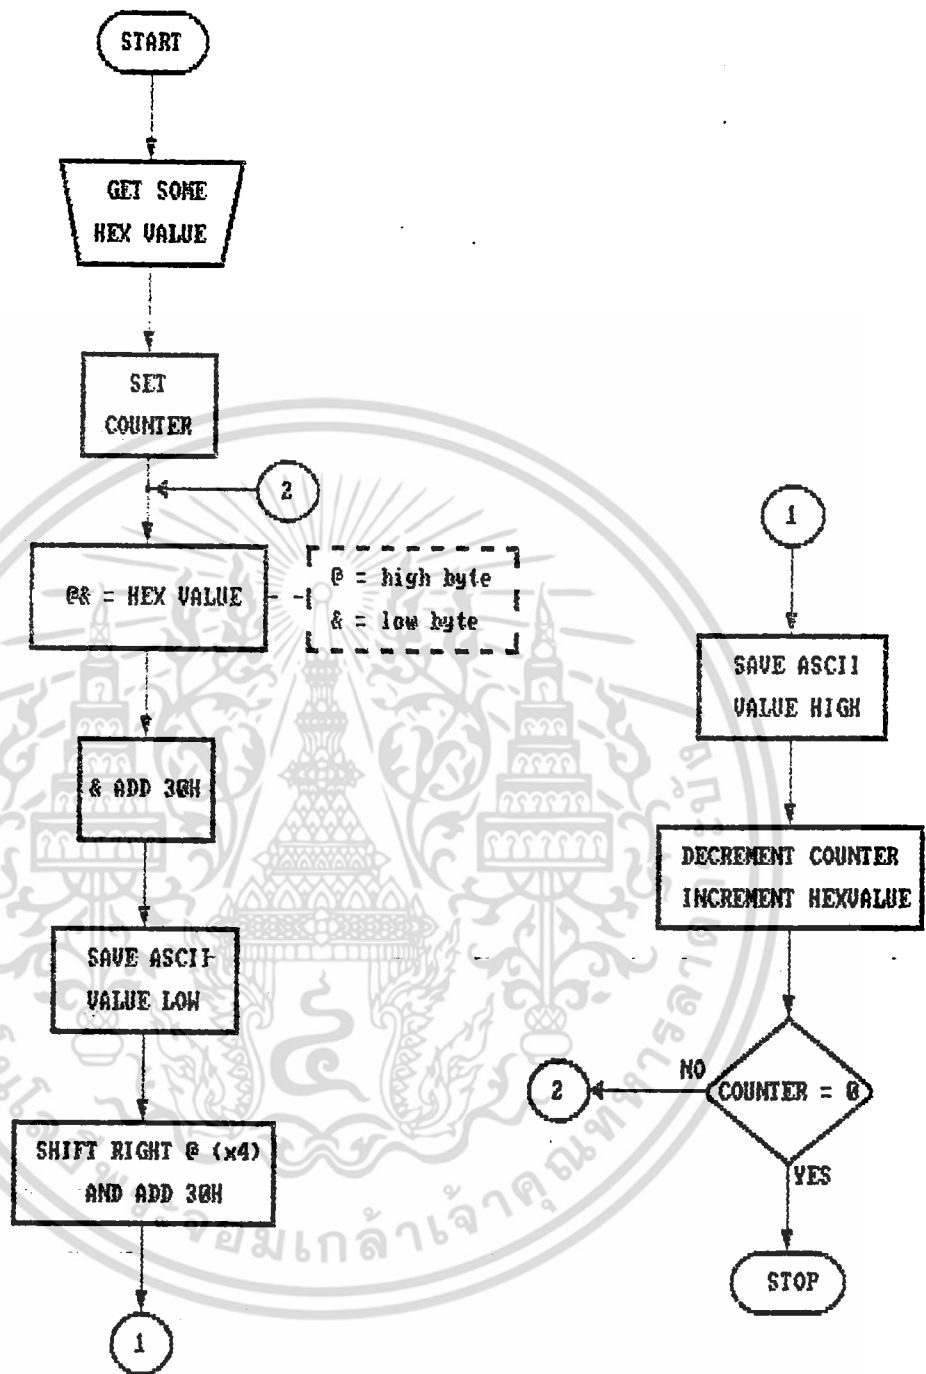 START
GET SOME
HEX VALUE
SET
COUNTER
2
@& = HEX VALUE
@ = high byte
& = low byte
& ADD 30H
SAVE ASCII
VALUE LOW
SHIFT RIGHT @ (x4)
AND ADD 30H
1
1
SAVE ASCII
VALUE HIGH
DECREMENT COUNTER
INCREMENT HEXVALUE
COUNTER = 0
NO
2
YES
STOP